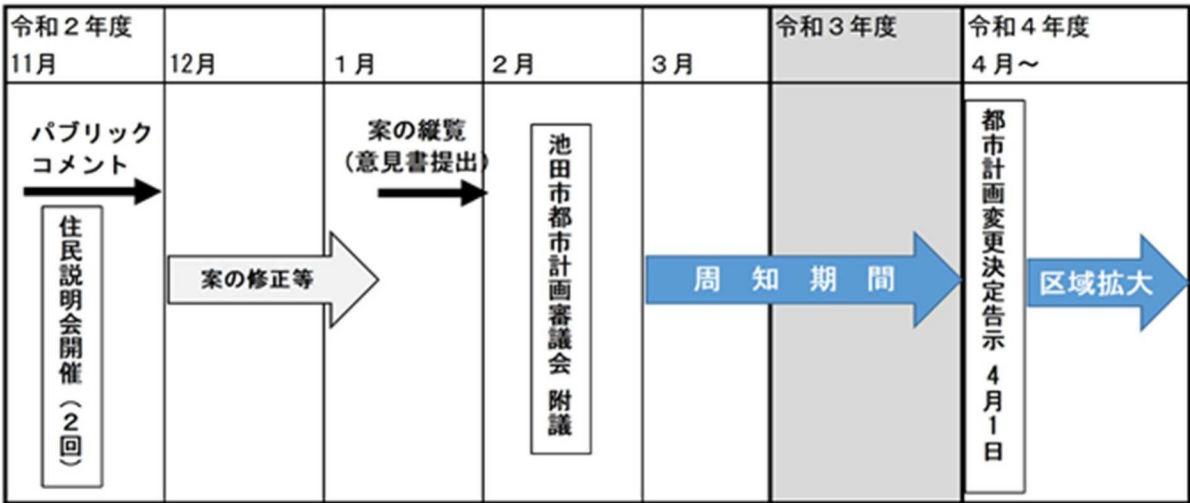 令和２年度
11月
12月
１月
２月
３月
令和３年度
令和４年度
４月～
パブリック
コメント
住民説明会開催（２回）
案の修正等
案の縦覧
（意見書提出）
池田市都市計画審議会 附議
周知期間
都市計画変更決定告示 ４月１日
区域拡大